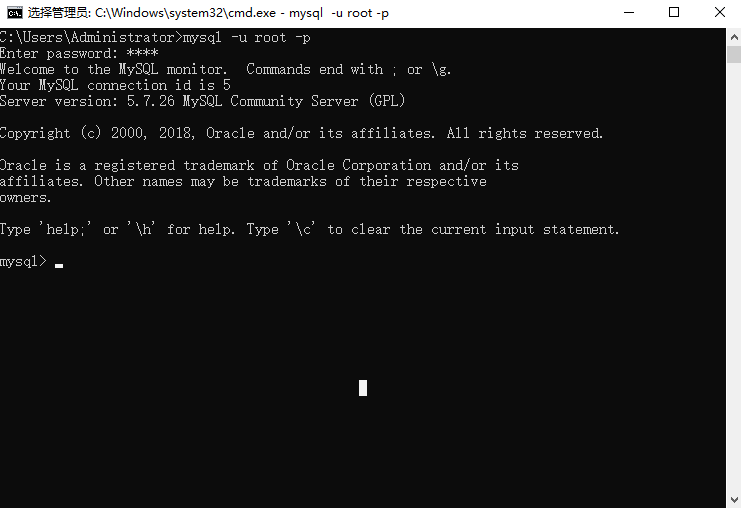 选择管理员: C:\Windows\system32\cmd.exe - mysql  -u root -p
C:\Users\Administrator>mysql -u root -p
Enter password: ****
Welcome to the MySQL monitor.  Commands end with ; or \g.
Your MySQL connection id is 5
Server version: 5.7.26 MySQL Community Server (GPL)
Copyright (c) 2000, 2018, Oracle and/or its affiliates. All rights reserved.
Oracle is a registered trademark of Oracle Corporation and/or its
affiliates. Other names may be trademarks of their respective
owners.
Type 'help;' or '\h' for help. Type '\c' to clear the current input statement.
mysql>